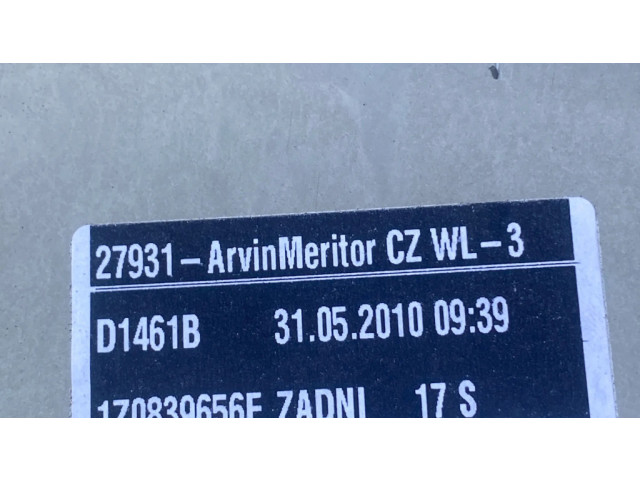 27931-ArvinMeritor CZ WL-3
D1461B 31.05.2010 09:39
ZADNI 17 S